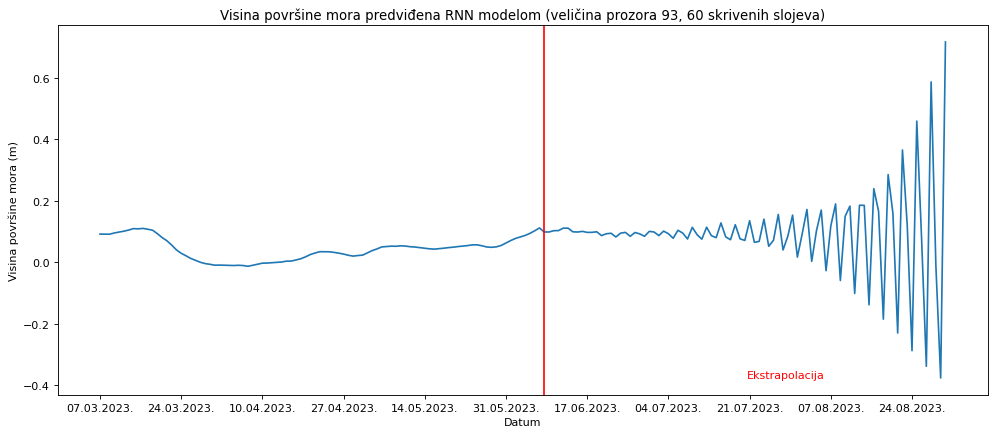 Visina površine mora predviđena RNN modelom (veličina prozora 93, 60 skrivenih slojeva)
Visina površine mora (m)
0.6
0.4
0.2
0.0
−0.2
−0.4
Ekstrapolacija
07.03.2023. 24.03.2023. 10.04.2023. 27.04.2023. 14.05.2023. 31.05.2023. 17.06.2023. 04.07.2023. 21.07.2023. 07.08.2023. 24.08.2023.
Datum